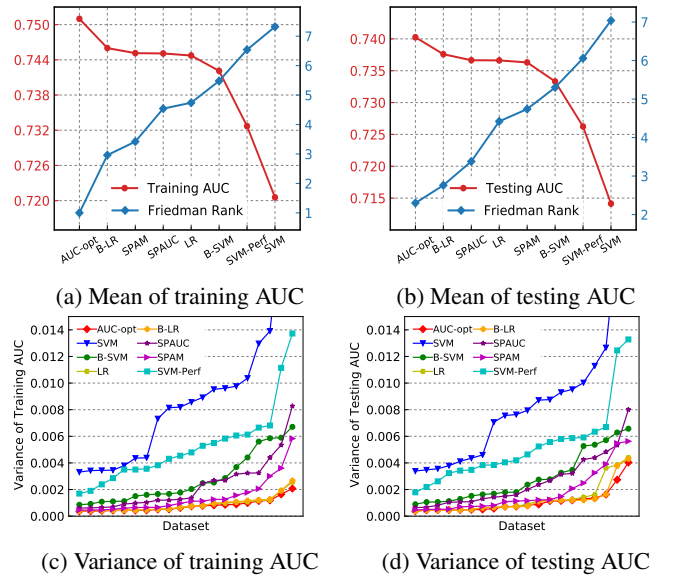 0.750
0.744
0.738
0.732
0.726
0.720
7
6
5
4
3
2
1
Training AUC
Friedman Rank
AUC-opt
B-LR
SPAM
SPAUC
LR
B-SVM
SVM-Perf
SVM
(a) Mean of training AUC
0.740
0.735
0.730
0.725
0.720
0.715
7
6
5
4
3
2
Testing AUC
Friedman Rank
AUC-opt
B-LR
SPAUC
LR
SPAM
B-SVM
SVM-Perf
SVM
(b) Mean of testing AUC
Variance of Training AUC
0.014
0.012
0.010
0.008
0.006
0.004
0.002
0.000
AUC-opt
SVM
B-SVM
LR
B-LR
SPAUC
SPAM
SVM-Perf
Dataset
(c) Variance of training AUC
Variance of Testing AUC
0.014
0.012
0.010
0.008
0.006
0.004
0.002
0.000
AUC-opt
SVM
B-SVM
LR
B-LR
SPAUC
SPAM
SVM-Perf
Dataset
(d) Variance of testing AUC